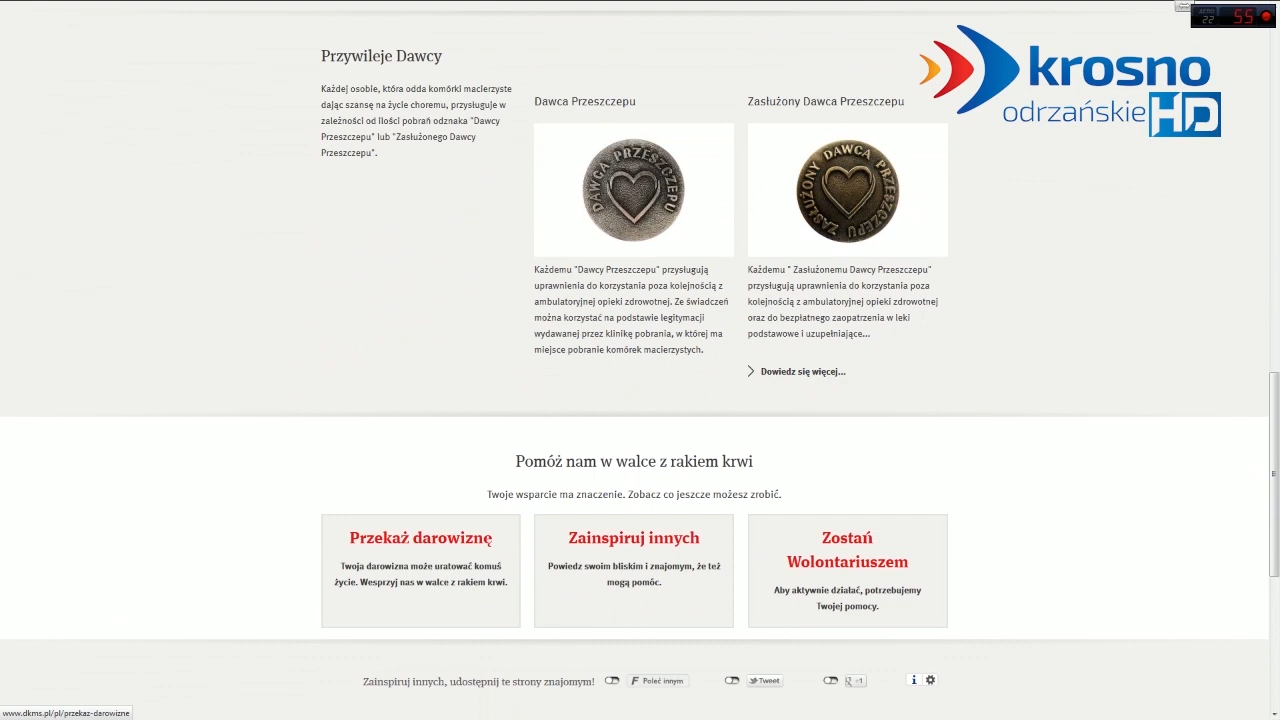 AERO
22
55
krosno
odrzańskie HD
Przywileje Dawcy
Każdej osobie, która odda komórki macierzyste
dając szansę na życie choremu, przysługuje w
zależności od ilości pobrań odznaka "Dawcy
Przeszczepu" lub "Zasłużonego Dawcy
Przeszczepu".
Dawca Przeszczepu
DAWCA PRZESZCZEPU
Każdemu "Dawcy Przeszczepu" przysługują
uprawnienia do korzystania poza kolejnością z
ambulatoryjnej opieki zdrowotnej. Ze świadczeń
można korzystać na podstawie legitymacji
wydawanej przez klinikę pobrania, w której ma
miejsce pobranie komórek macierzystych.
Zasłużony Dawca Przeszczepu
ZASŁUŻONY DAWCA PRZESZCZEPU
Każdemu " Zasłużonemu Dawcy Przeszczepu"
przysługują uprawnienia do korzystania poza
kolejnością z ambulatoryjnej opieki zdrowotnej
oraz do bezpłatnego zaopatrzenia w leki
podstawowe i uzupełniające...
Dowiedz się więcej...
Pomóż nam w walce z rakiem krwi
Twoje wsparcie ma znaczenie. Zobacz co jeszcze możesz zrobić.
Przekaż darowiznę
Twoja darowizna może uratować komuś
życie. Wesprzyj nas w walce z rakiem krwi.
Zainspiruj innych
Powiedz swoim bliskim i znajomym, że też
mogą pomóc.
Zostań
Wolontariuszem
Aby aktywnie działać, potrzebujemy
Twojej pomocy.
Zainspiruj innych, udostępnij te strony znajomym!
Poleć innym
Tweet
+1
www.dkms.pl/pl/przekaz-darowizne